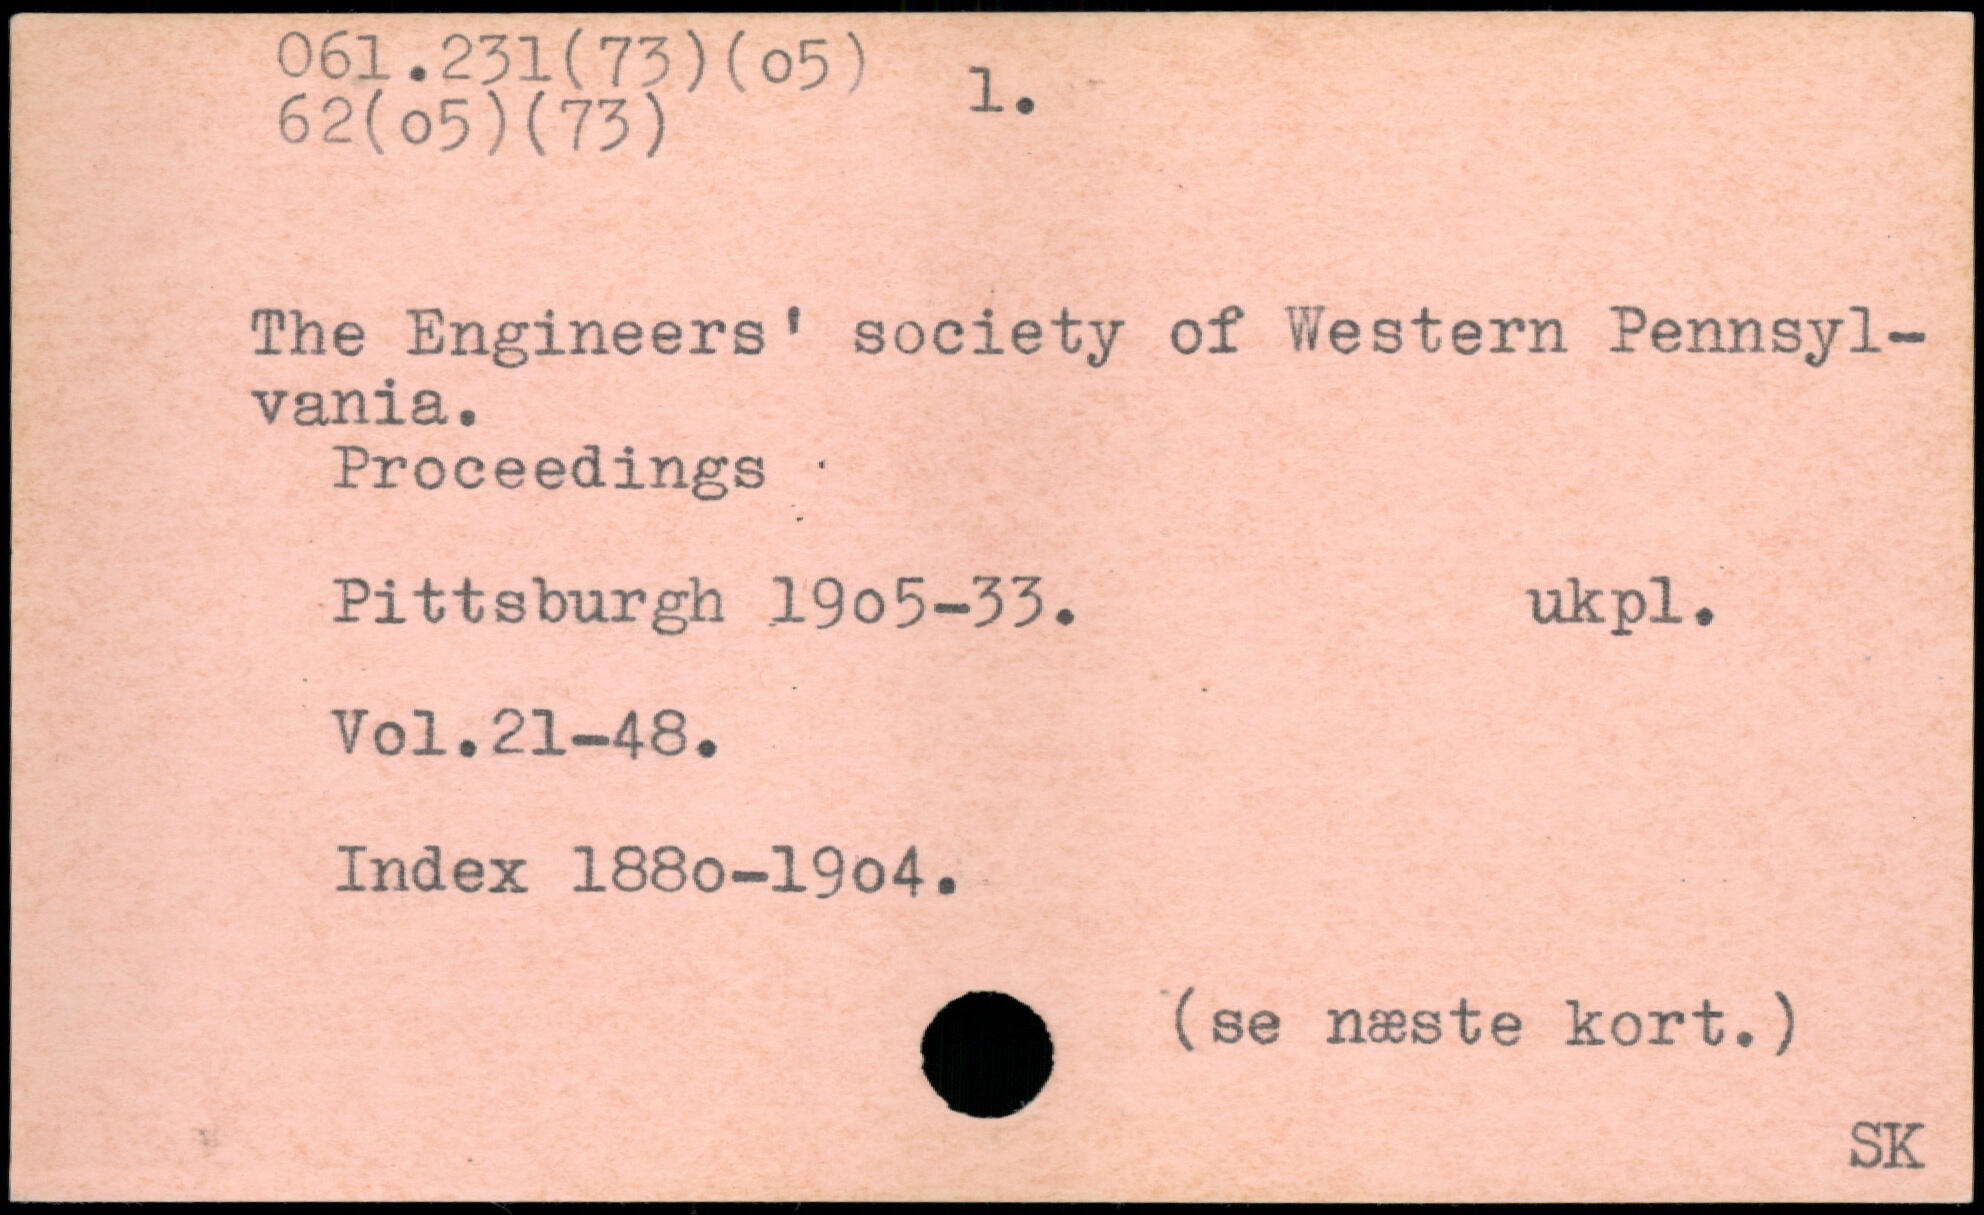 061.231(73)(o5)
1.
62(o5)(73)
The Engineers' society of Western Pennsyl-
vania.
Proceedings
Pittsburgh 19o5-33. ukpl.
Vol.21-48.
Index 188o-19o4.
(se næste kort.)
SK